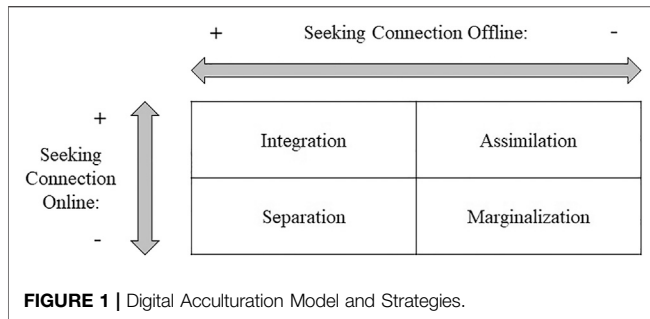 + Seeking Connection Offline: -
+
Seeking
Connection
Online:
-
Integration Assimilation
Separation Marginalization
FIGURE 1 | Digital Acculturation Model and Strategies.